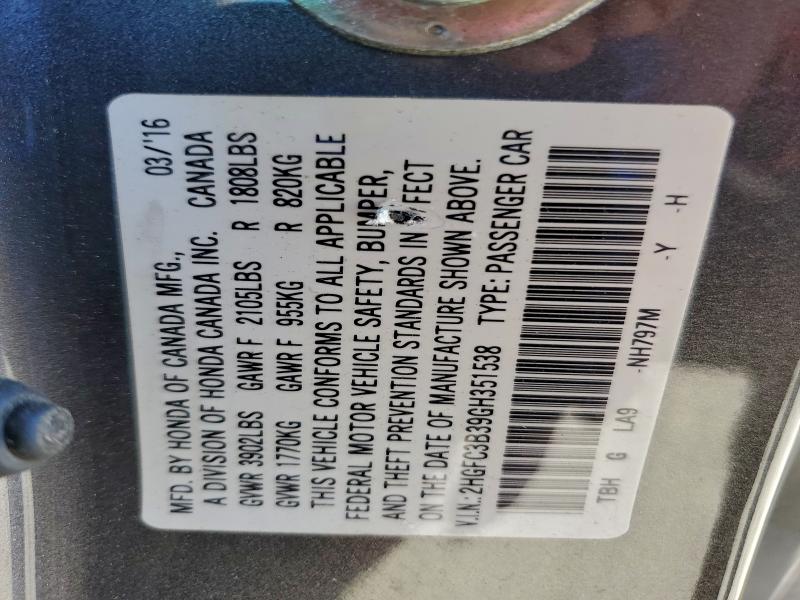 MFD. BY HONDA OF CANADA MFG., 03/'16
A DIVISION OF HONDA CANADA INC. CANADA
GVWR 3902LBS GAWR F 2105LBS R 1808LBS
GVWR 1770KG GAWR F 955KG R 820KG
THIS VEHICLE CONFORMS TO ALL APPLICABLE
FEDERAL MOTOR VEHICLE SAFETY, BUMPER,
AND THEFT PREVENTION STANDARDS IN EFFECT
ON THE DATE OF MANUFACTURE SHOWN ABOVE.
V.I.N.:2HGFC3B39GH351538 TYPE: PASSENGER CAR
TBH G LA9 -NH797M -Y -H